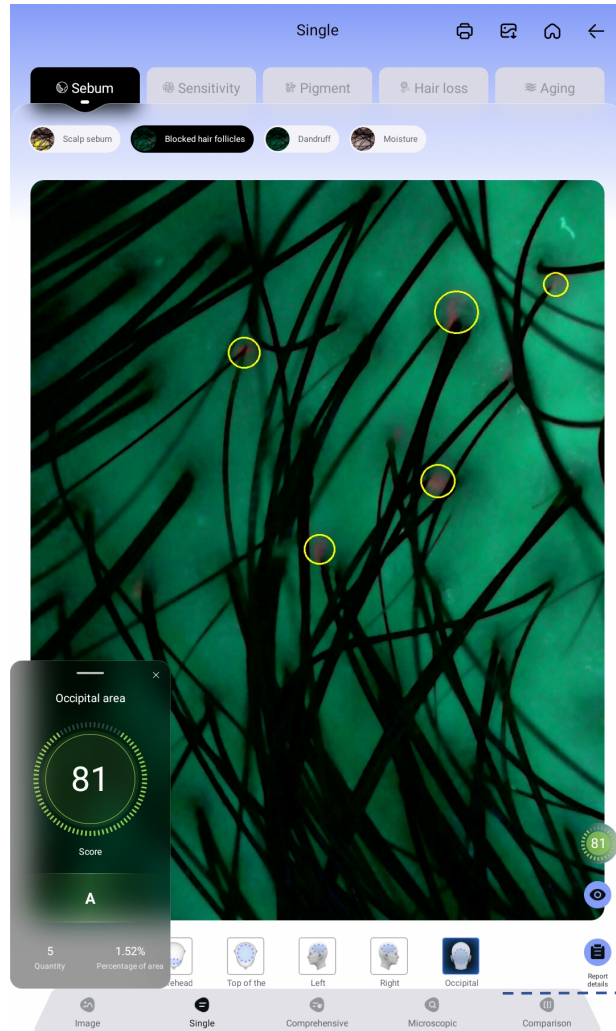 Single
Sebum
Sensitivity
Pigment
Hair loss
Aging
Scalp sebum
Blocked hair follicles
Dandruff
Moisture
Occipital area
81
Score
A
5
Quantity
1.52%
Percentage of area
81
Top of the
Left
Right
Occipital
Report
details
Image
Single
Comprehensive
Microscopic
Comparison